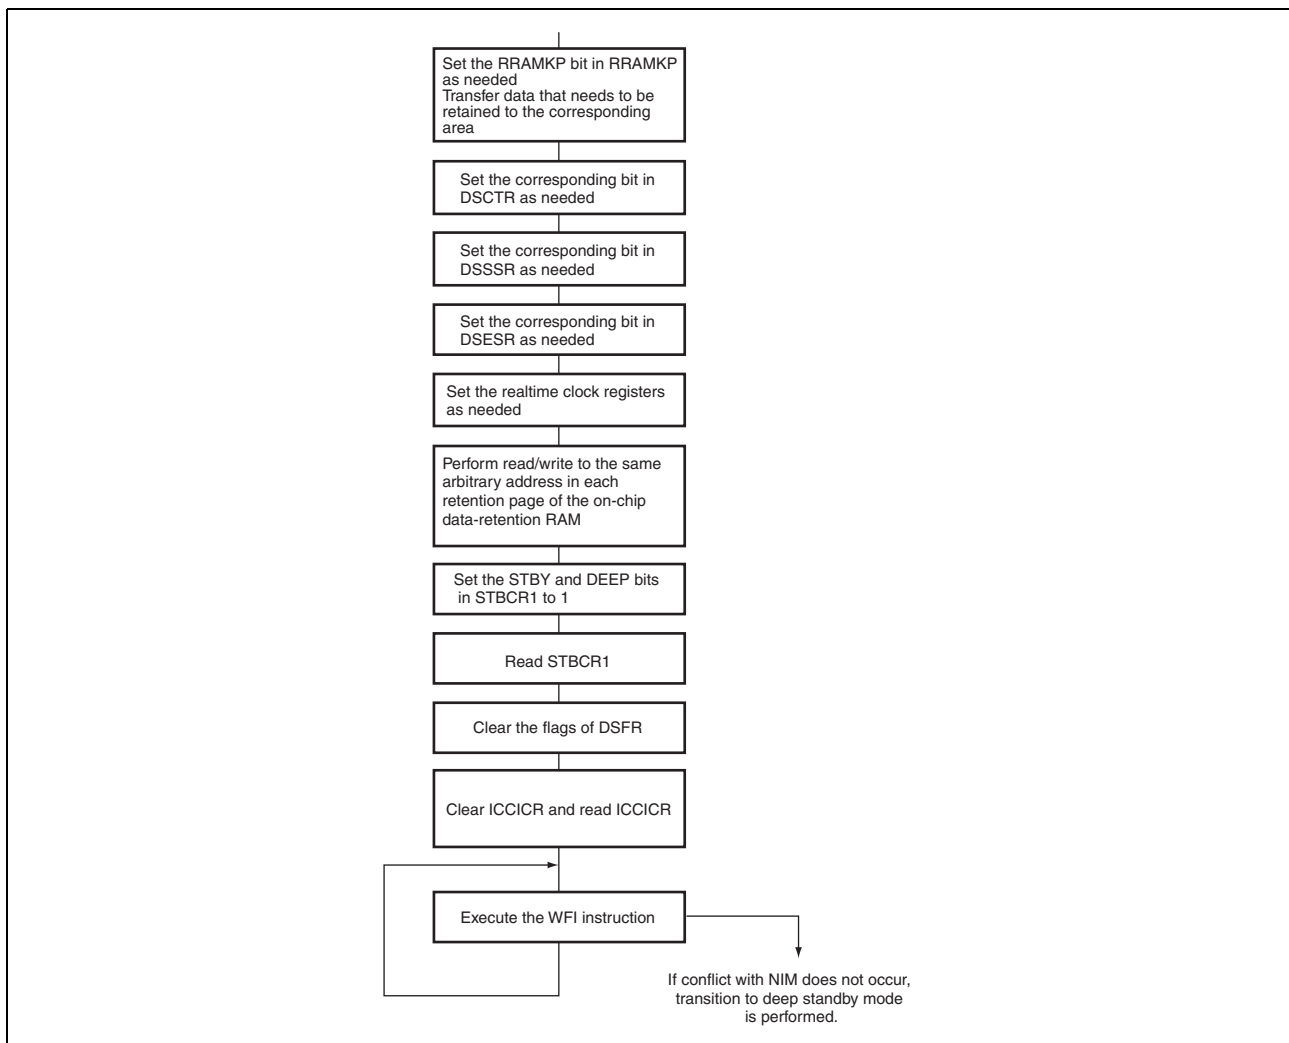 Set the RRAMKP bit in RRAMKP
as needed
Transfer data that needs to be
retained to the corresponding
area
Set the corresponding bit in
DSCTR as needed
Set the corresponding bit in
DSSSR as needed
Set the corresponding bit in
DSESR as needed
Set the realtime clock registers
as needed
Perform read/write to the same
arbitrary address in each
retention page of the on-chip
data-retention RAM
Set the STBY and DEEP bits
in STBCR1 to 1
Read STBCR1
Clear the flags of DSFR
Clear ICCICR and read ICCICR
Execute the WFI instruction
If conflict with NIM does not occur,
transition to deep standby mode
is performed.